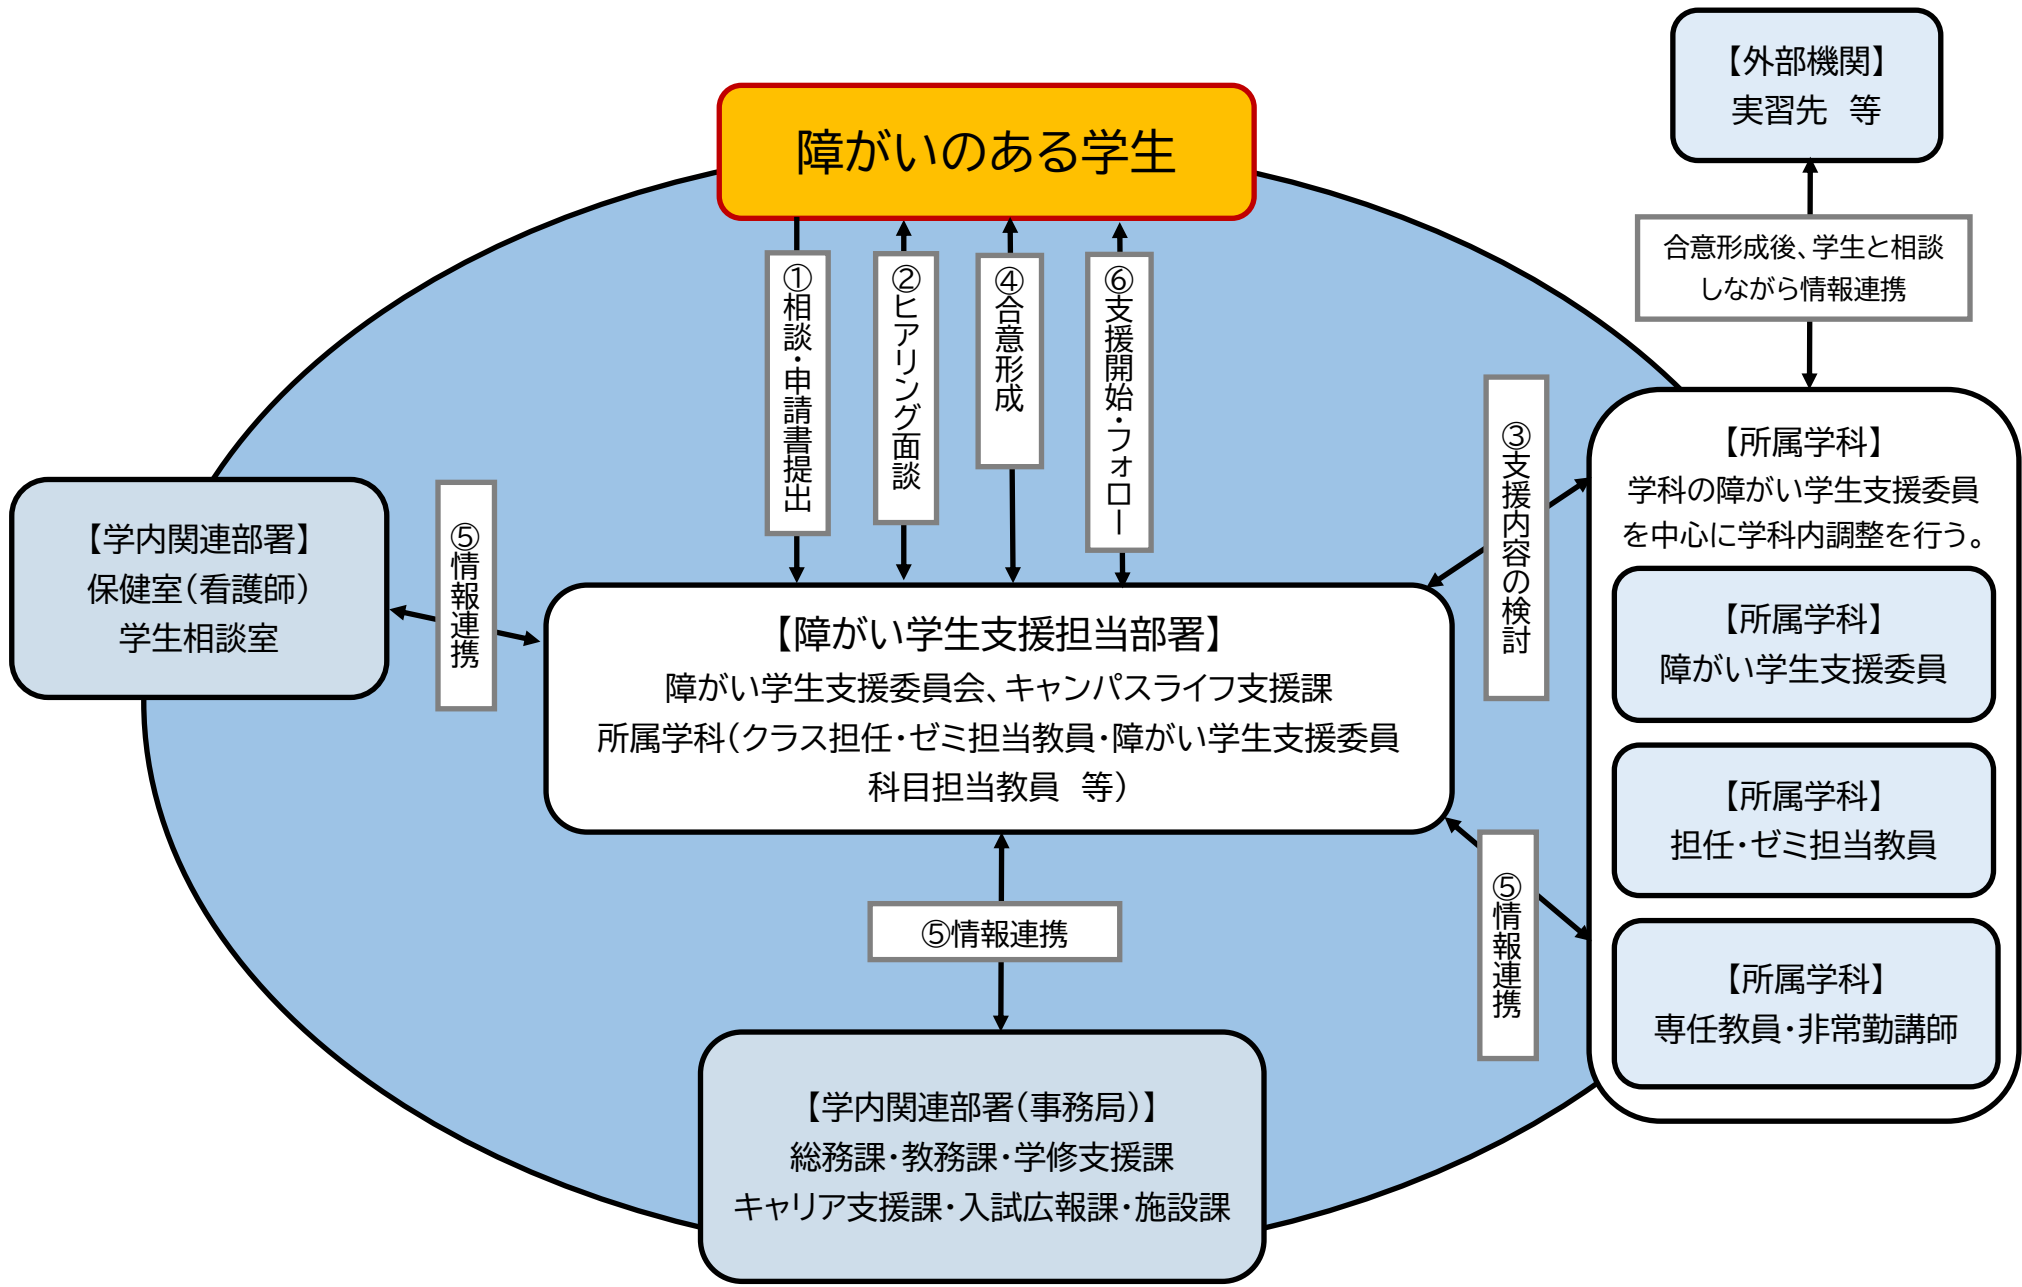 【外部機関】
実習先　等
障がいのある学生
合意形成後、学生と相談
しながら情報連携
①相談・申請書提出
②ヒアリング面談
④合意形成
⑥支援開始・フォロー
③支援内容の検討
【所属学科】
学科の障がい学生支援委員
を中心に学科内調整を行う。
【所属学科】
障がい学生支援委員
【所属学科】
担任・ゼミ担当教員
【所属学科】
専任教員・非常勤講師
【学内関連部署】
保健室（看護師）
学生相談室
⑤情報連携
【障がい学生支援担当部署】
障がい学生支援委員会、キャンパスライフ支援課
所属学科（クラス担任・ゼミ担当教員・障がい学生支援委員
科目担当教員　等）
⑤情報連携
⑤情報連携
【学内関連部署（事務局）】
総務課・教務課・学修支援課
キャリア支援課・入試広報課・施設課